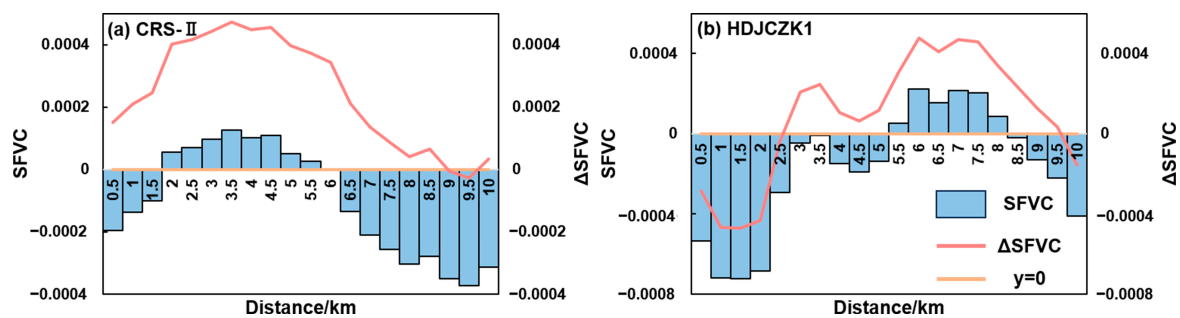 (a) CRS-Ⅱ
0.0004
0.0002
0
−0.0002
−0.0004
SFVC
0.5 1 1.5 2 2.5 3 3.5 4 4.5 5 5.5 6 6.5 7 7.5 8 8.5 9 9.5 10
0.0004
0.0002
0
−0.0002
−0.0004
ΔSFVC
Distance/km
(b) HDJCZK1
0.0004
0
−0.0004
−0.0008
SFVC
0.5 1 1.5 2 2.5 3 3.5 4 4.5 5 5.5 6 6.5 7 7.5 8 8.5 9 9.5 10
SFVC
ΔSFVC
y=0
0.0004
0
−0.0004
−0.0008
ΔSFVC
Distance/km